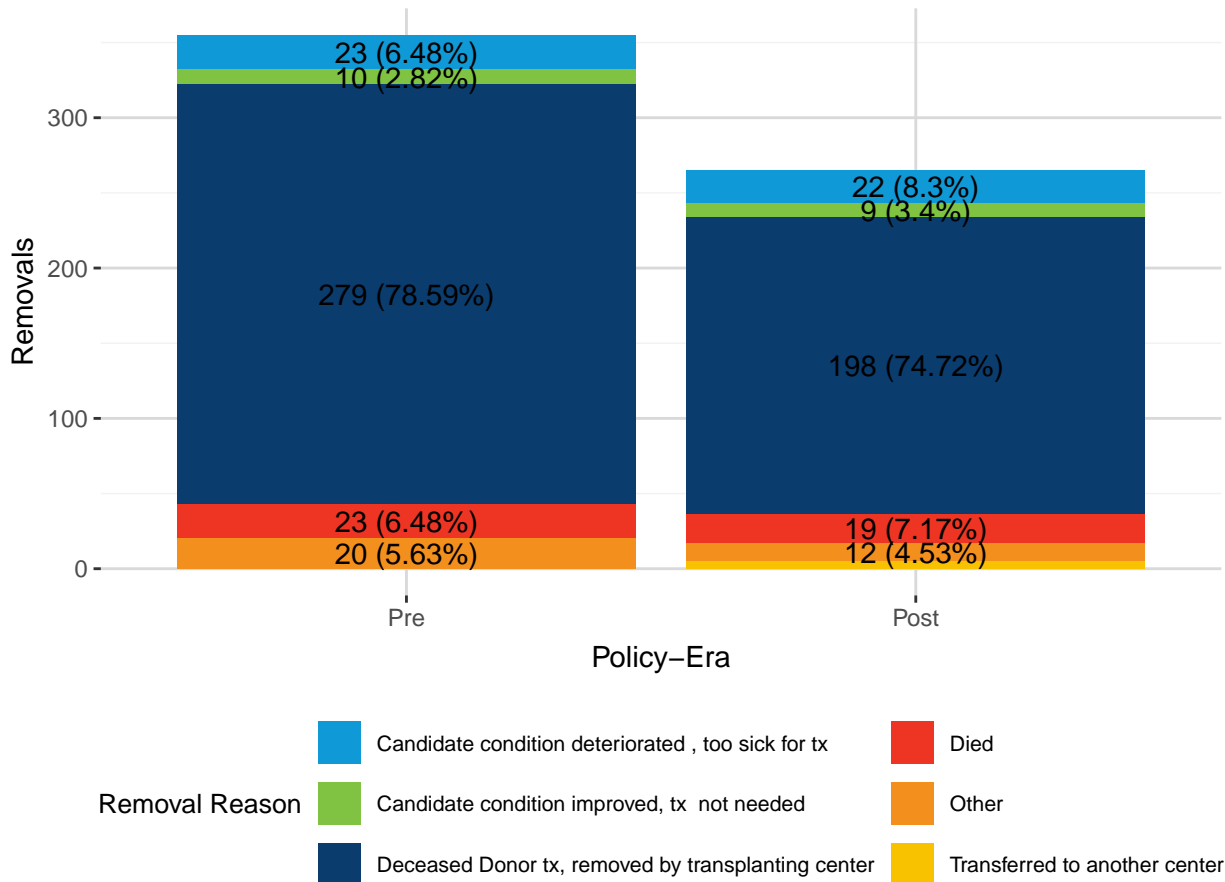 300
200
100
0
Removals
23 (6.48%)
10 (2.82%)
279 (78.59%)
23 (6.48%)
20 (5.63%)
22 (8.3%)
9 (3.4%)
198 (74.72%)
19 (7.17%)
12 (4.53%)
Pre
Post
Policy−Era
Removal Reason
Candidate condition deteriorated , too sick for tx
Candidate condition improved, tx  not needed
Deceased Donor tx, removed by transplanting center
Died
Other
Transferred to another center